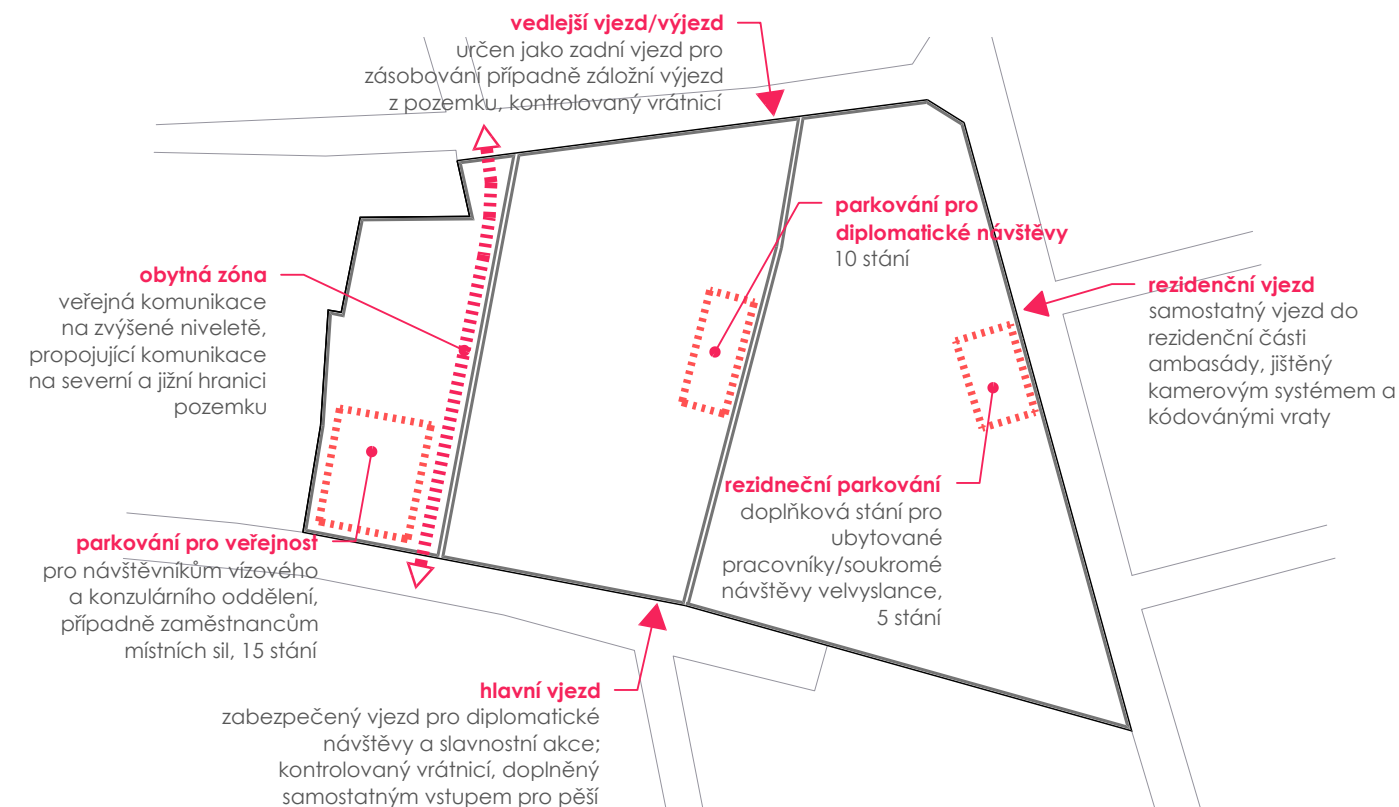 vedlejší vjezd/výjezd
určen jako zadní vjezd pro
zásobování případně záložní výjezd
z pozemku, kontrolovaný vrátnicí
parkování pro
diplomatické návštěvy
10 stání
obytná zóna
veřejná komunikace
na zvýšené niveletě,
propojující komunikace
na severní a jižní hranici
pozemku
rezidenční vjezd
samostatný vjezd do
rezidenční části
ambasády, jištěný
kamerovým systémem a
kódovánými vraty
rezidneční parkování
doplňková stání pro
ubytované
pracovníky/soukromé
návštěvy velvyslance,
5 stání
parkování pro veřejnost
pro návštěvníkům vízového
a konzulárního oddělení,
případně zaměstnancům
místních sil, 15 stání
hlavní vjezd
zabezpečený vjezd pro diplomatické
návštěvy a slavnostní akce;
kontrolovaný vrátnicí, doplněný
samostatným vstupem pro pěší